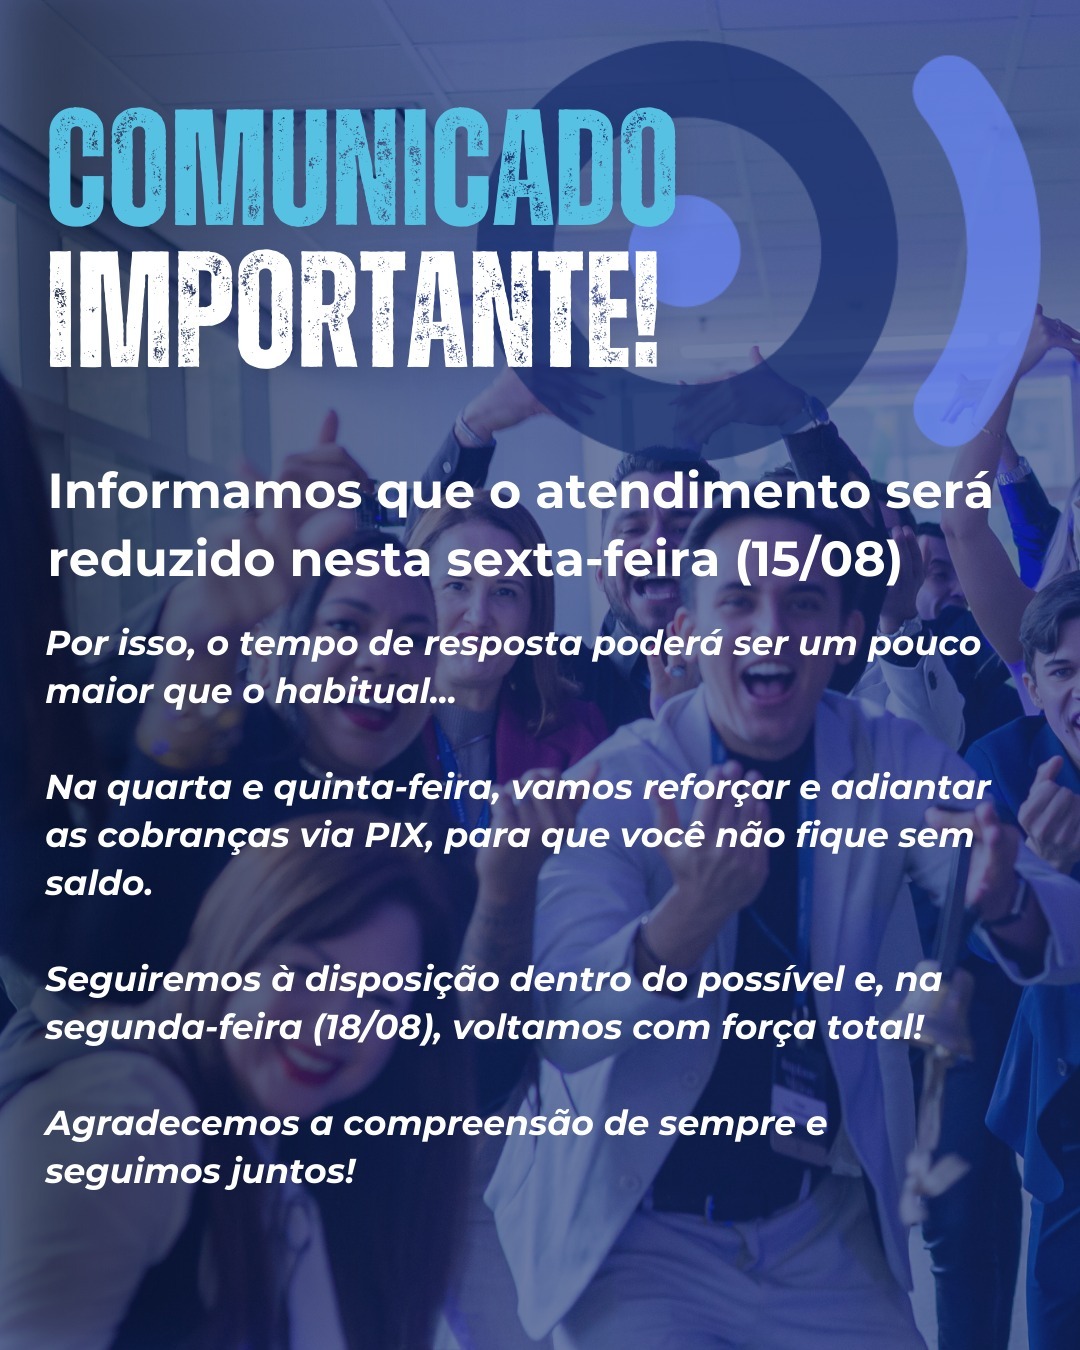 COMUNICADO
IMPORTANTE!
Informamos que o atendimento será
reduzido nesta sexta-feira (15/08)
Por isso, o tempo de resposta poderá ser um pouco
maior que o habitual...
Na quarta e quinta-feira, vamos reforçar e adiantar
as cobranças via PIX, para que você não fique sem
saldo.
Seguiremos à disposição dentro do possível e, na
segunda-feira (18/08), voltamos com força total!
Agradecemos a compreensão de sempre e
seguimos juntos!